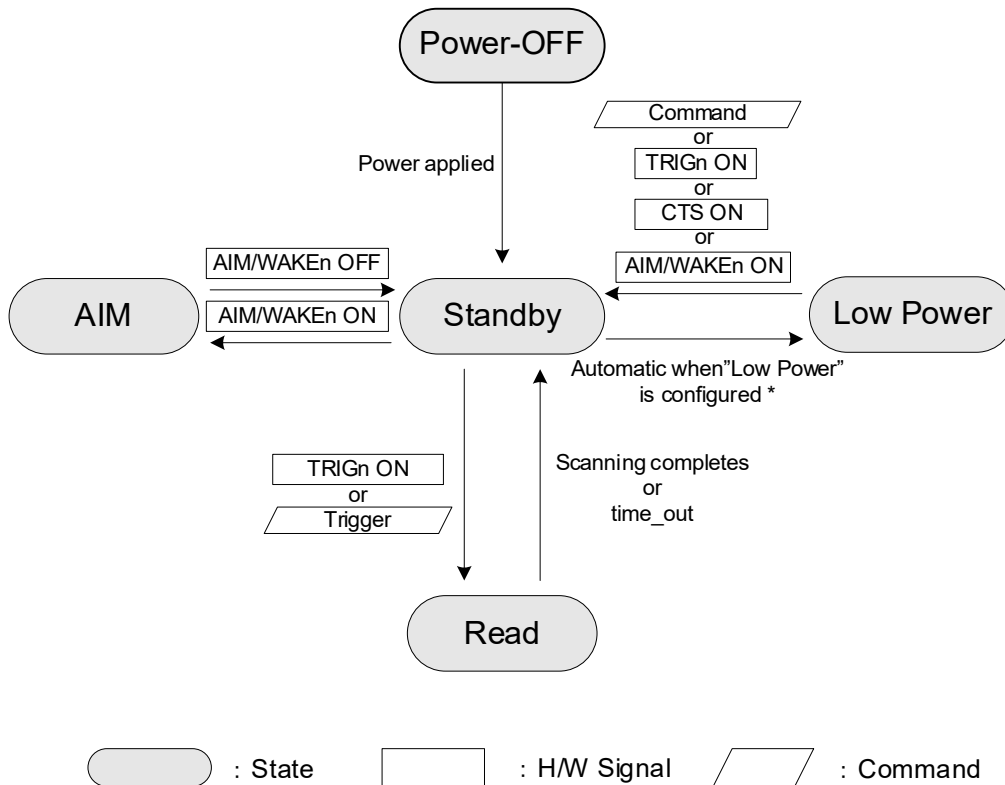 Power-OFF
Command
or
TRIGn ON
or
CTS ON
or
AIM/WAKEn ON
Power applied
AIM/WAKEn OFF
AIM/WAKEn ON
AIM
Standby
Low Power
Automatic when"Low Power”
is configured *
TRIGn ON
or
Trigger
Scanning completes
or
time_out
Read
: State
: H/W Signal
: Command